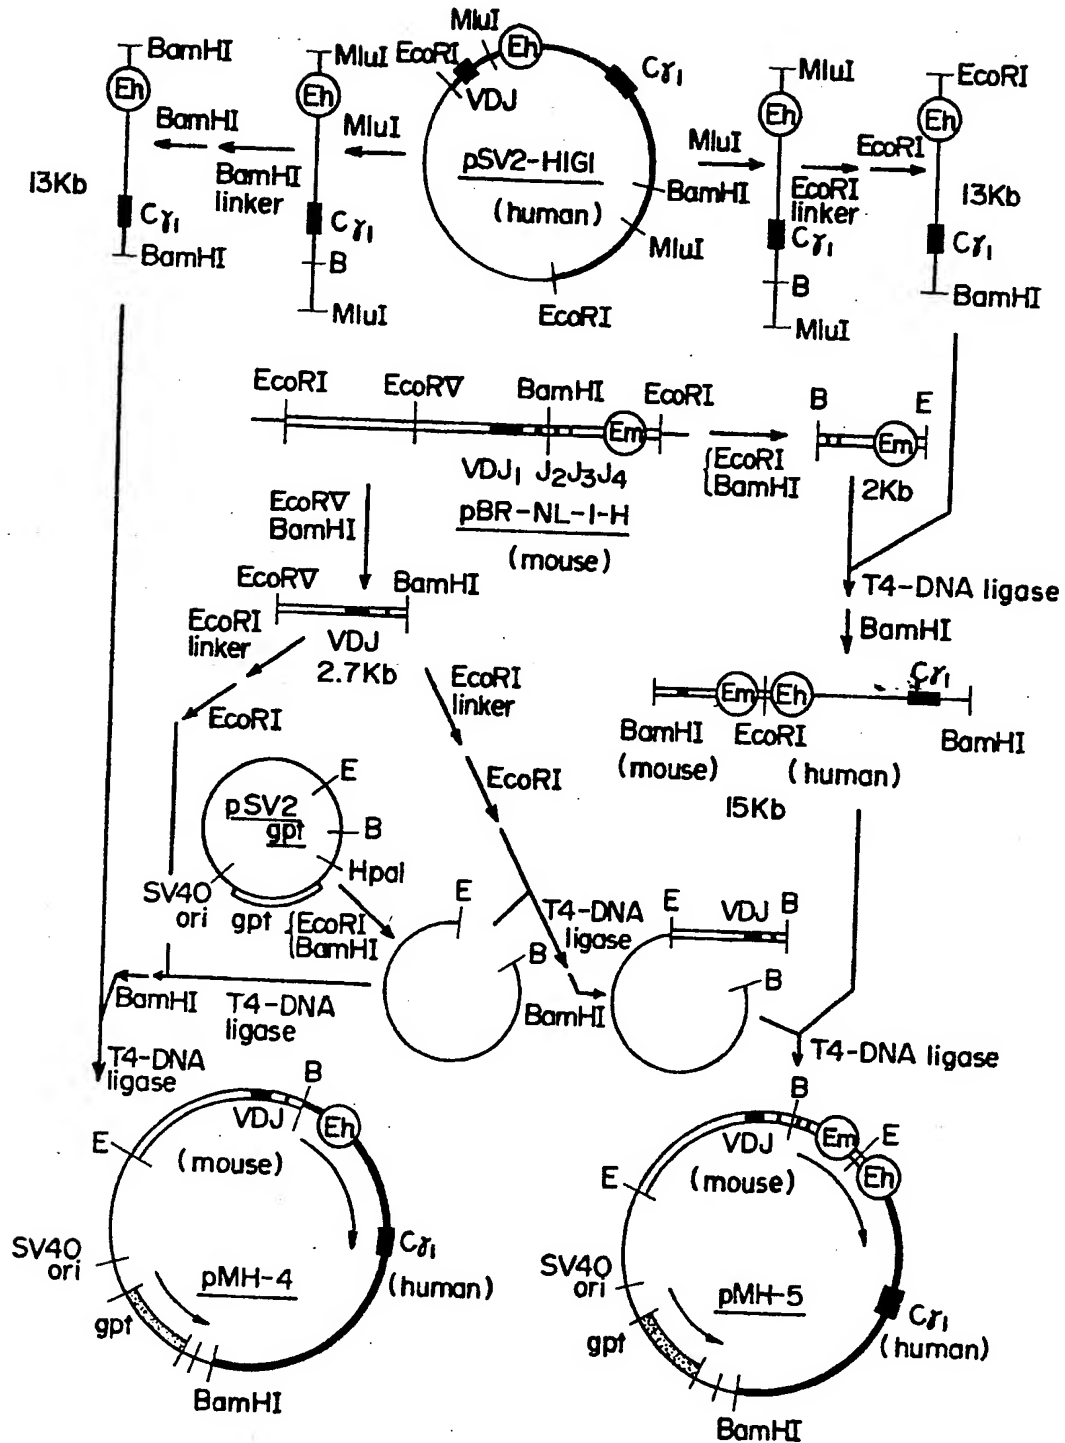 BamHI
Eh
13Kb
Cγ1
BamHI
BamHI
BamHI
linker
MluI
Eh
Cγ1
B
MluI
MluI
MluI
Eh
EcoRI
VDJ
Cγ1
pSV2-HIGI
(human)
BamHI
MluI
EcoRI
MluI
MluI
Eh
Cγ1
B
MluI
EcoRI
linker
EcoRI
EcoRI
Eh
13Kb
Cγ1
BamHI
EcoRI
EcoRV
BamHI
EcoRI
Em
VDJ1 J2J3J4
pBR-NL-1-H
(mouse)
EcoRI
BamHI
B
E
Em
2Kb
EcoRV
BamHI
T4-DNA ligase
BamHI
EcoRV
BamHI
VDJ
2.7Kb
EcoRI
linker
EcoRI
EcoRI
linker
EcoRI
Em
Eh
Cγ1
BamHI
(mouse)
EcoRI
(human)
BamHI
15Kb
E
pSV2
gpt
B
HpaI
SV40
ori
gpt
EcoRI
BamHI
E
B
T4-DNA
ligase
BamHI
E
VDJ
B
B
BamHI
T4-DNA
ligase
T4-DNA
ligase
T4-DNA ligase
B
VDJ
Eh
E
(mouse)
SV40
ori
pMH-4
Cγ1
(human)
gpt
BamHI
B
VDJ
Em
E
Eh
E
(mouse)
SV40
ori
pMH-5
Cγ1
(human)
gpt
BamHI